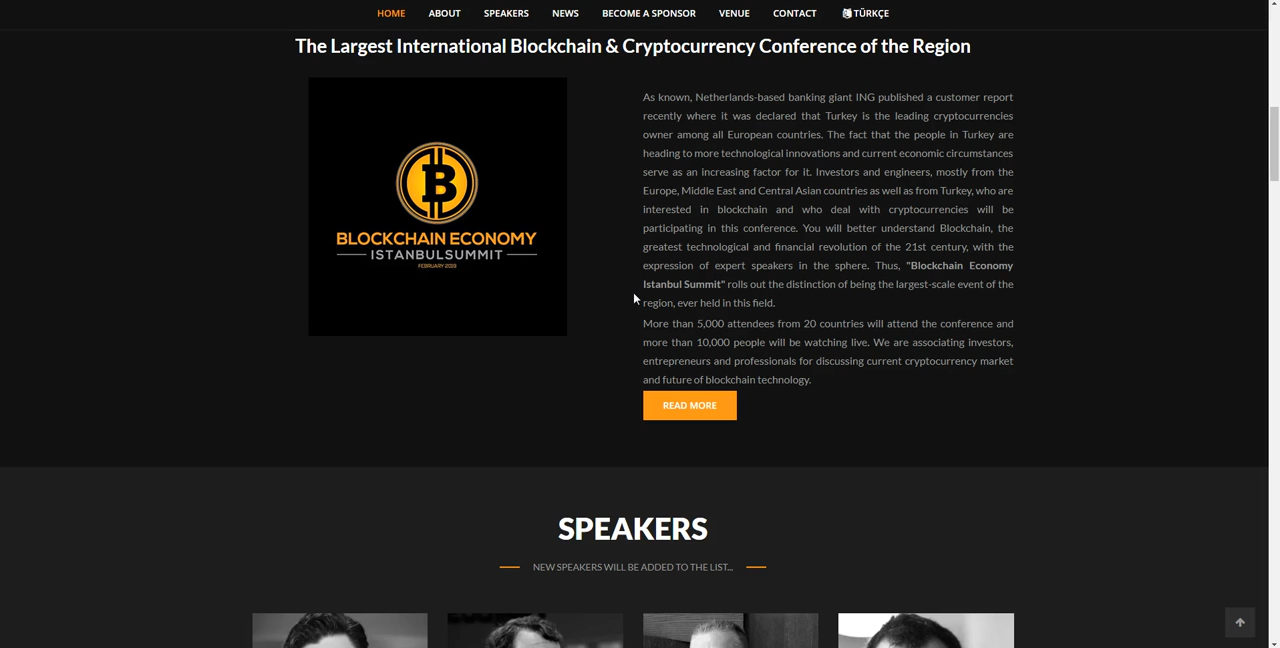 HOME ABOUT SPEAKERS NEWS BECOME A SPONSOR VENUE CONTACT TÜRKÇE
The Largest International Blockchain & Cryptocurrency Conference of the Region
BLOCKCHAIN ECONOMY
ISTANBULSUMMIT
FEBRUARY 2019
As known, Netherlands-based banking giant ING published a customer report
recently where it was declared that Turkey is the leading cryptocurrencies
owner among all European countries. The fact that the people in Turkey are
heading to more technological innovations and current economic circumstances
serve as an increasing factor for it. Investors and engineers, mostly from the
Europe, Middle East and Central Asian countries as well as from Turkey, who are
interested in blockchain and who deal with cryptocurrencies will be
participating in this conference. You will better understand Blockchain, the
greatest technological and financial revolution of the 21st century, with the
expression of expert speakers in the sphere. Thus, "Blockchain Economy
Istanbul Summit" rolls out the distinction of being the largest-scale event of the
region, ever held in this field.
More than 5,000 attendees from 20 countries will attend the conference and
more than 10,000 people will be watching live. We are associating investors,
entrepreneurs and professionals for discussing current cryptocurrency market
and future of blockchain technology.
READ MORE
SPEAKERS
NEW SPEAKERS WILL BE ADDED TO THE LIST...